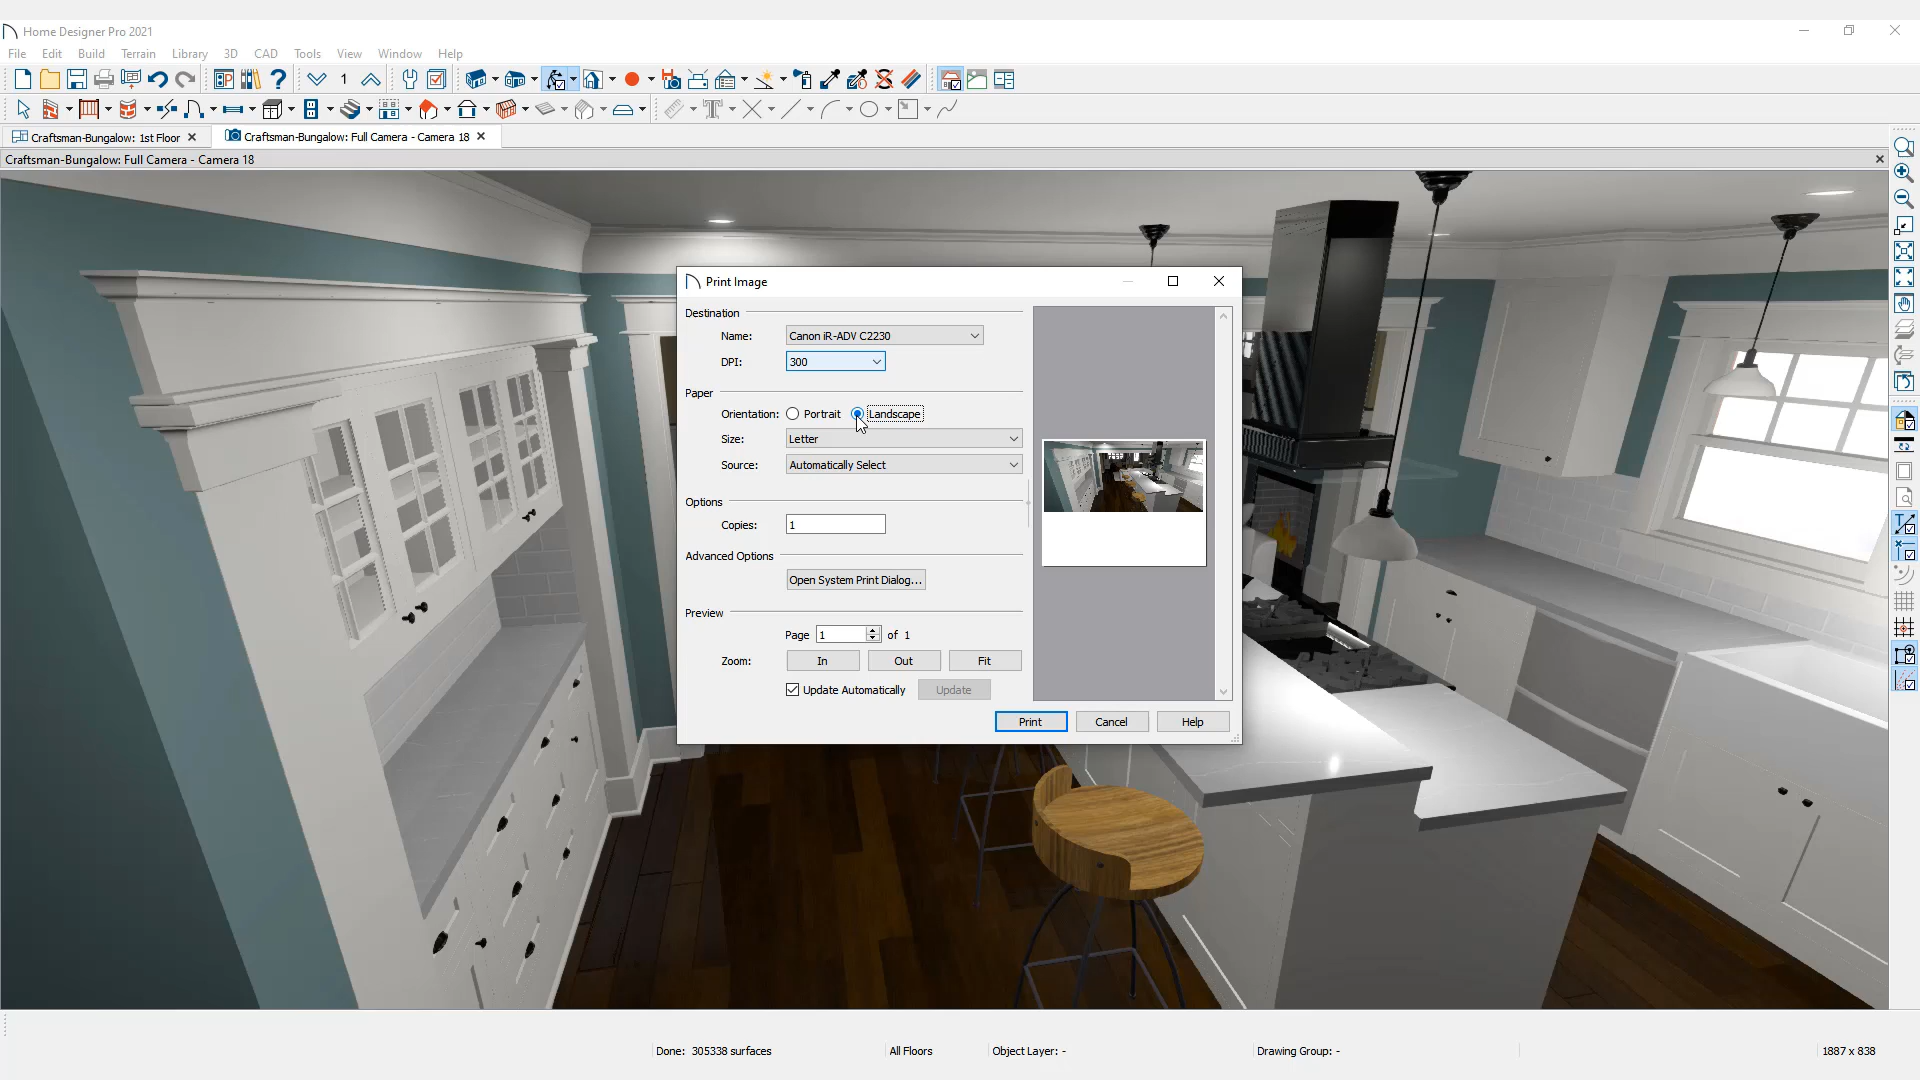 Home Designer Pro 2021
File Edit Build Terrain Library 3D CAD Tools View Window Help
1
Craftsman-Bungalow: 1st Floor
Craftsman-Bungalow: Full Camera - Camera 18
Craftsman-Bungalow: Full Camera - Camera 18
Print Image
Destination
Name: Canon iR-ADV C2230
DPI: 300
Paper
Orientation: Portrait Landscape
Size: Letter
Source: Automatically Select
Options
Copies: 1
Advanced Options
Open System Print Dialog...
Preview
Page 1 of 1
Zoom: In Out Fit
Update Automatically Update
Print Cancel Help
Done: 305338 surfaces All Floors Object Layer: - Drawing Group: - 1887 x 838